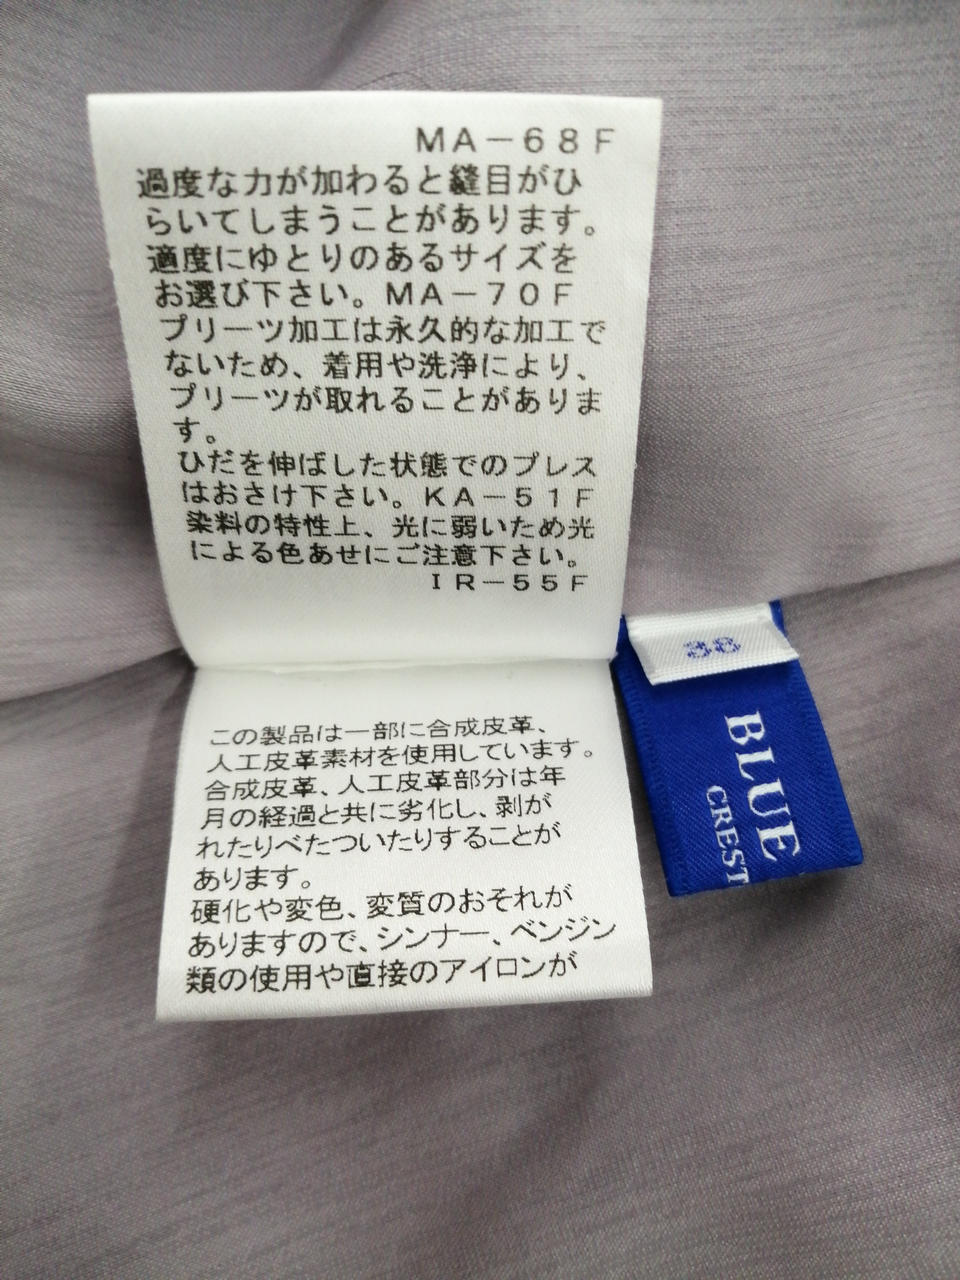 MA-68F
過度な力が加わると縫目がひ
らいてしまうことがあります。
適度にゆとりのあるサイズを
お選び下さい。MA-70F
プリーツ加工は永久的な加工で
ないため、着用や洗浄により、
プリーツが取れることがありま
す。
ひだを伸ばした状態でのプレス
はおさけ下さい。KA-51F
染料の特性上、光に弱いため光
による色あせにご注意下さい。
IR-55F
この製品は一部に合成皮革、
人工皮革素材を使用しています。
合成皮革、人工皮革部分は年
月の経過と共に劣化し、剥が
れたりべたついたりすることが
あります。
硬化や変色、変質のおそれが
ありますので、シンナー、ベンジン
類の使用や直接のアイロンが
BLUE
CREST